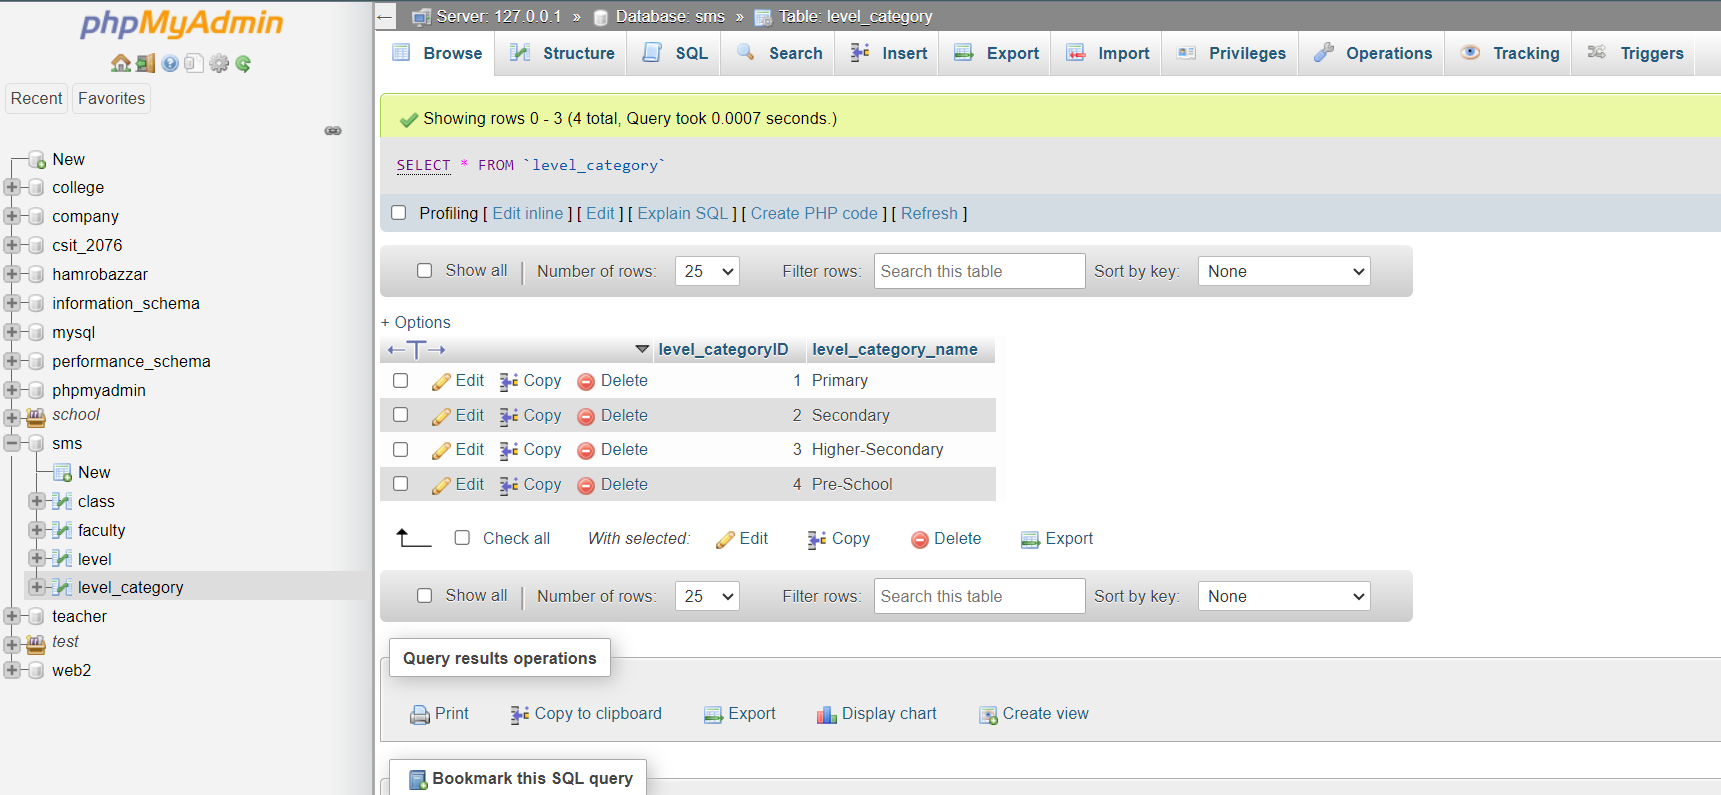 phpMyAdmin
Recent Favorites
New
college
company
csit_2076
hamrobazzar
information_schema
mysql
performance_schema
phpmyadmin
school
sms
New
class
faculty
level
level_category
teacher
test
web2
Server: 127.0.0.1 » Database: sms » Table: level_category
Browse Structure SQL Search Insert Export Import Privileges Operations Tracking Triggers
Showing rows 0 - 3 (4 total, Query took 0.0007 seconds.)
SELECT * FROM `level_category`
Profiling [ Edit inline ] [ Edit ] [ Explain SQL ] [ Create PHP code ] [ Refresh ]
Show all | Number of rows: 25 Filter rows: Search this table Sort by key: None
+ Options
←T→ level_categoryID level_category_name
Edit Copy Delete 1 Primary
Edit Copy Delete 2 Secondary
Edit Copy Delete 3 Higher-Secondary
Edit Copy Delete 4 Pre-School
Check all With selected: Edit Copy Delete Export
Show all | Number of rows: 25 Filter rows: Search this table Sort by key: None
Query results operations
Print Copy to clipboard Export Display chart Create view
Bookmark this SQL query